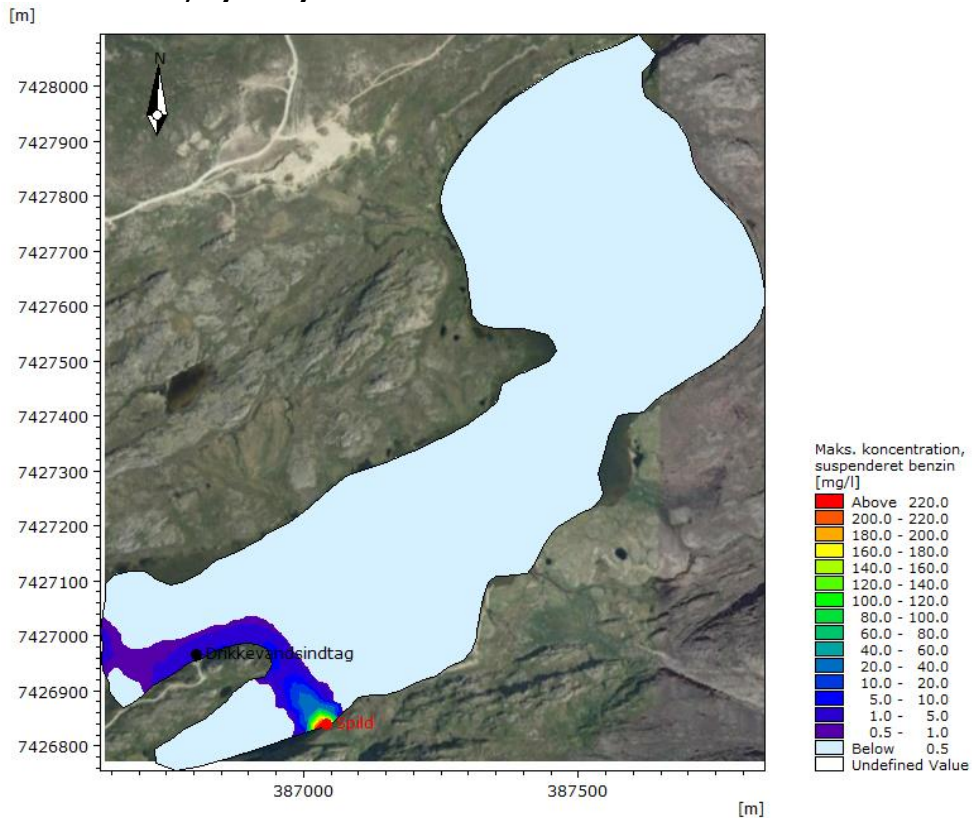 [m]
N
7428000
7427900
7427800
7427700
7427600
7427500
7427400
7427300
7427200
7427100
7427000
7426900
7426800
Drikkevandsindtag
Spild
387000
387500
[m]
Maks. koncentration,
suspenderet benzin
[mg/l]
Above 220.0
200.0 - 220.0
180.0 - 200.0
160.0 - 180.0
140.0 - 160.0
120.0 - 140.0
100.0 - 120.0
80.0 - 100.0
60.0 - 80.0
40.0 - 60.0
20.0 - 40.0
10.0 - 20.0
5.0 - 10.0
1.0 - 5.0
0.5 - 1.0
Below 0.5
Undefined Value